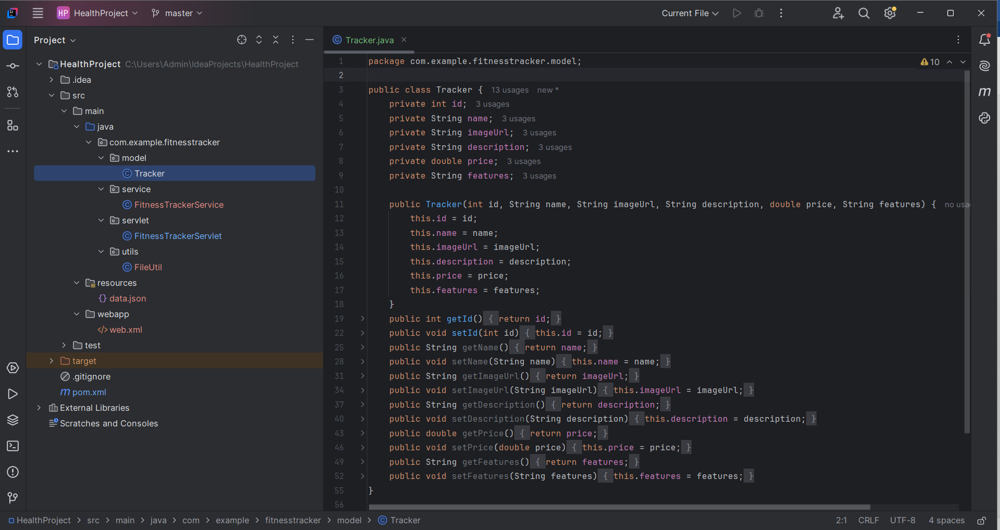 HP HealthProject master Current File
Project
HealthProject C:\Users\Admin\IdeaProjects\HealthProject
.idea
src
main
java
com.example.fitnesstracker
model
Tracker
service
FitnessTrackerService
servlet
FitnessTrackerServlet
utils
FileUtil
resources
data.json
webapp
web.xml
test
target
.gitignore
pom.xml
External Libraries
Scratches and Consoles
Tracker.java
10
1 package com.example.fitnesstracker.model;
2
3 public class Tracker { 13 usages new *
4 private int id; 3 usages
5 private String name; 3 usages
6 private String imageUrl; 3 usages
7 private String description; 3 usages
8 private double price; 3 usages
9 private String features; 3 usages
10
11 public Tracker(int id, String name, String imageUrl, String description, double price, String features) { no usa
12 this.id = id;
13 this.name = name;
14 this.imageUrl = imageUrl;
15 this.description = description;
16 this.price = price;
17 this.features = features;
18 }
19 public int getId() { return id; }
22 public void setId(int id) { this.id = id; }
25 public String getName() { return name; }
28 public void setName(String name) { this.name = name; }
31 public String getImageUrl() { return imageUrl; }
34 public void setImageUrl(String imageUrl) { this.imageUrl = imageUrl; }
37 public String getDescription() { return description; }
40 public void setDescription(String description) { this.description = description; }
43 public double getPrice() { return price; }
46 public void setPrice(double price) { this.price = price; }
49 public String getFeatures() { return features; }
52 public void setFeatures(String features) { this.features = features; }
55 }
56
HealthProject > src > main > java > com > example > fitnesstracker > model > Tracker 2:1 CRLF UTF-8 4 spaces